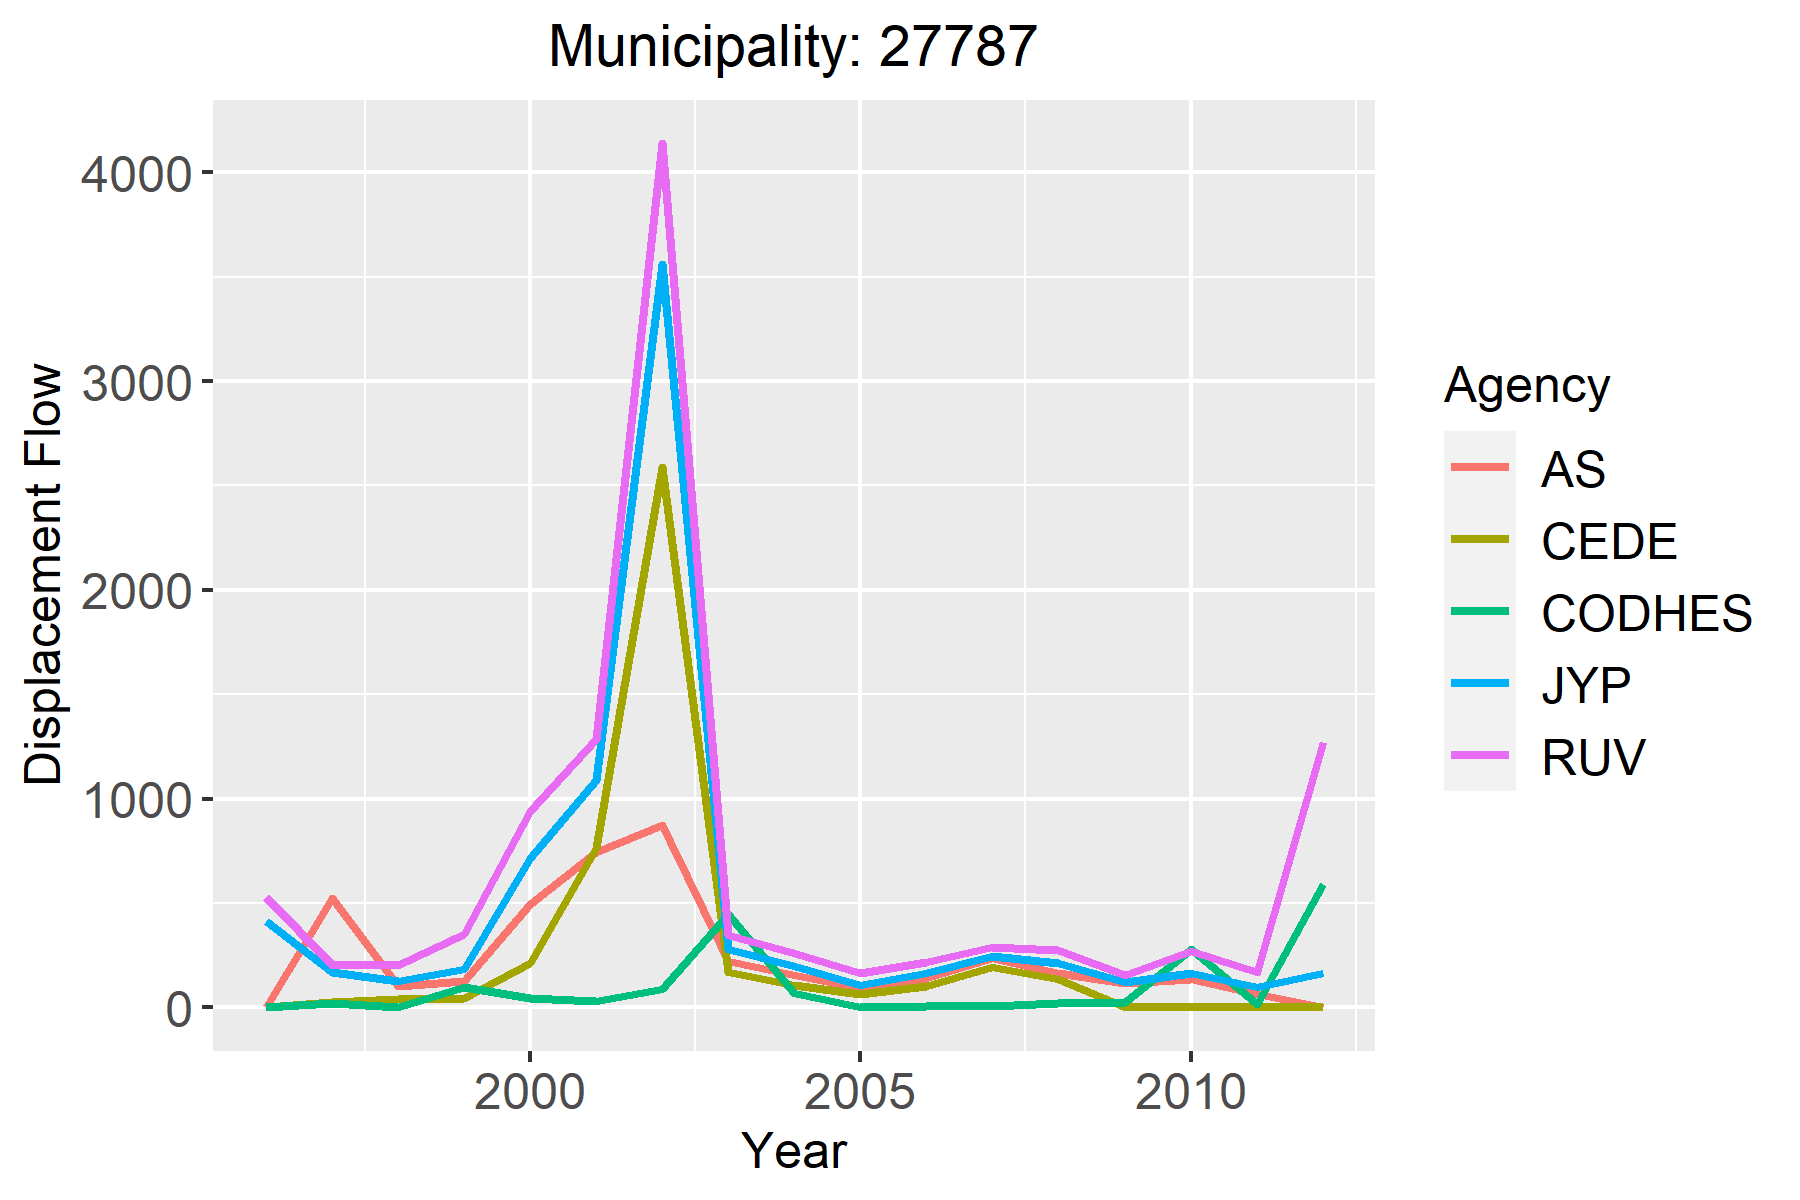 Municipality: 27787
Displacement Flow
4000
3000
2000
1000
0
2000
2005
2010
Year
Agency
AS
CEDE
CODHES
JYP
RUV